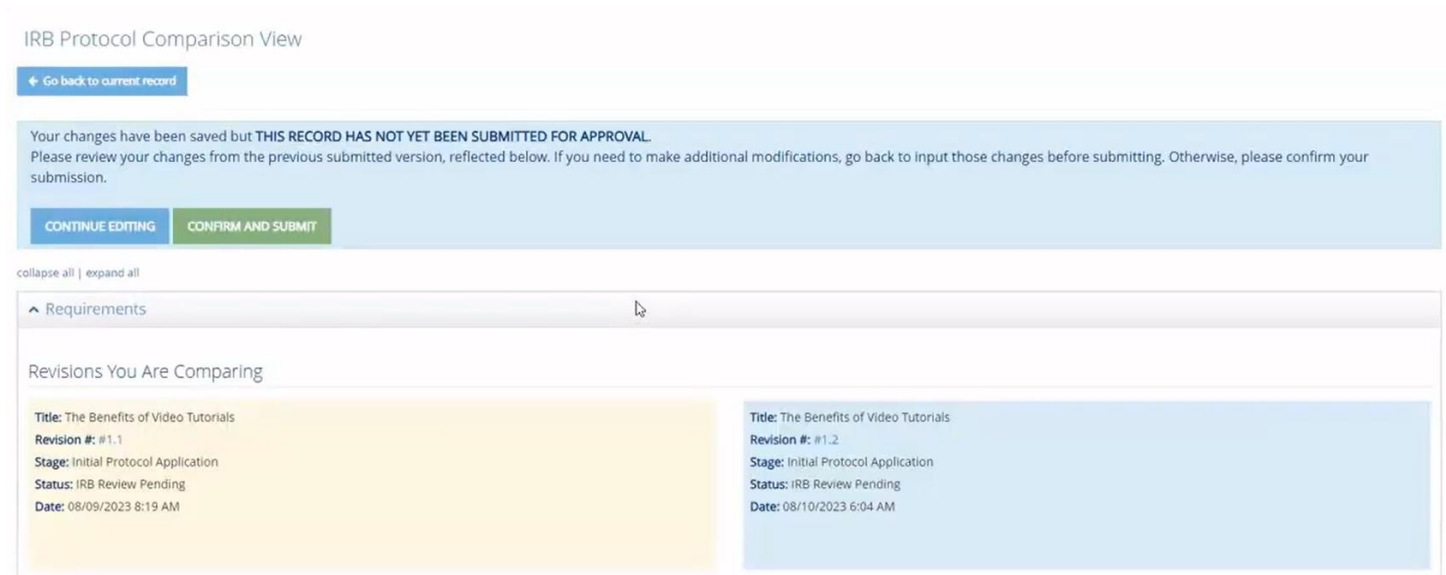 IRB Protocol Comparison View
Go back to current record
Your changes have been saved but THIS RECORD HAS NOT YET BEEN SUBMITTED FOR APPROVAL.
Please review your changes from the previous submitted version, reflected below. If you need to make additional modifications, go back to input those changes before submitting. Otherwise, please confirm your
submission.
CONTINUE EDITING CONFIRM AND SUBMIT
collapse all | expand all
Requirements
Revisions You Are Comparing
Title: The Benefits of Video Tutorials
Revision #: #1.1
Stage: Initial Protocol Application
Status: IRB Review Pending
Date: 08/09/2023 8:19 AM
Title: The Benefits of Video Tutorials
Revision #: #1.2
Stage: Initial Protocol Application
Status: IRB Review Pending
Date: 08/10/2023 6:04 AM